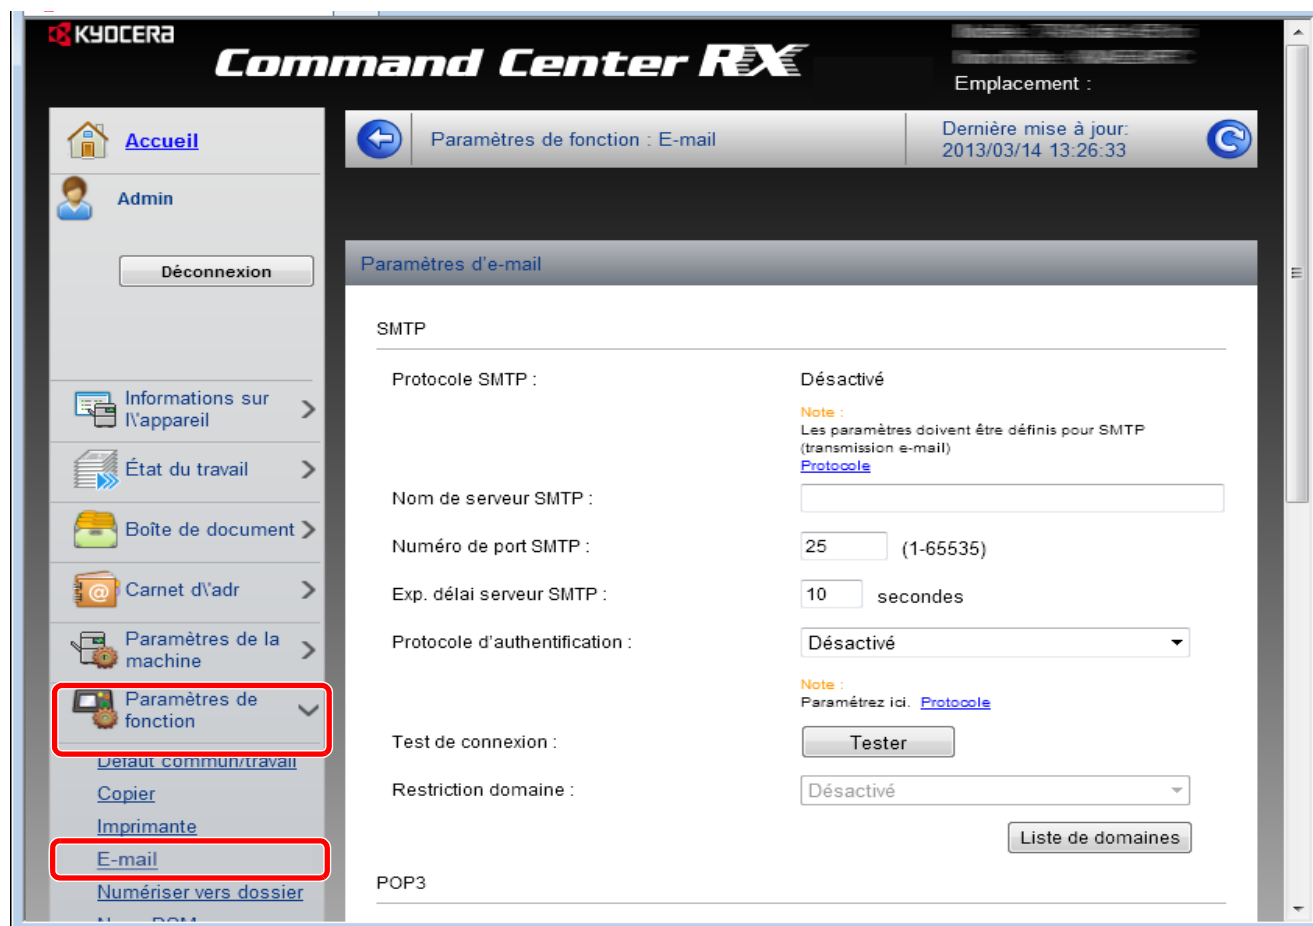 KYOCERA
Command Center RX
Emplacement :
Accueil
Paramètres de fonction : E-mail
Dernière mise à jour:
2013/03/14 13:26:33
Admin
Déconnexion
Paramètres d'e-mail
SMTP
Protocole SMTP :
Désactivé
Note :
Les paramètres doivent être définis pour SMTP
(transmission e-mail)
Protocole
Nom de serveur SMTP :
Numéro de port SMTP :
25
(1-65535)
Exp. délai serveur SMTP :
10
secondes
Protocole d'authentification :
Désactivé
Note :
Paramétrez ici. Protocole
Test de connexion :
Tester
Restriction domaine :
Désactivé
Liste de domaines
POP3
Informations sur
l\'appareil
État du travail
Boîte de document
Carnet d\'adr
Paramètres de la
machine
Paramètres de
fonction
Défaut commun/travail
Copier
Imprimante
E-mail
Numériser vers dossier